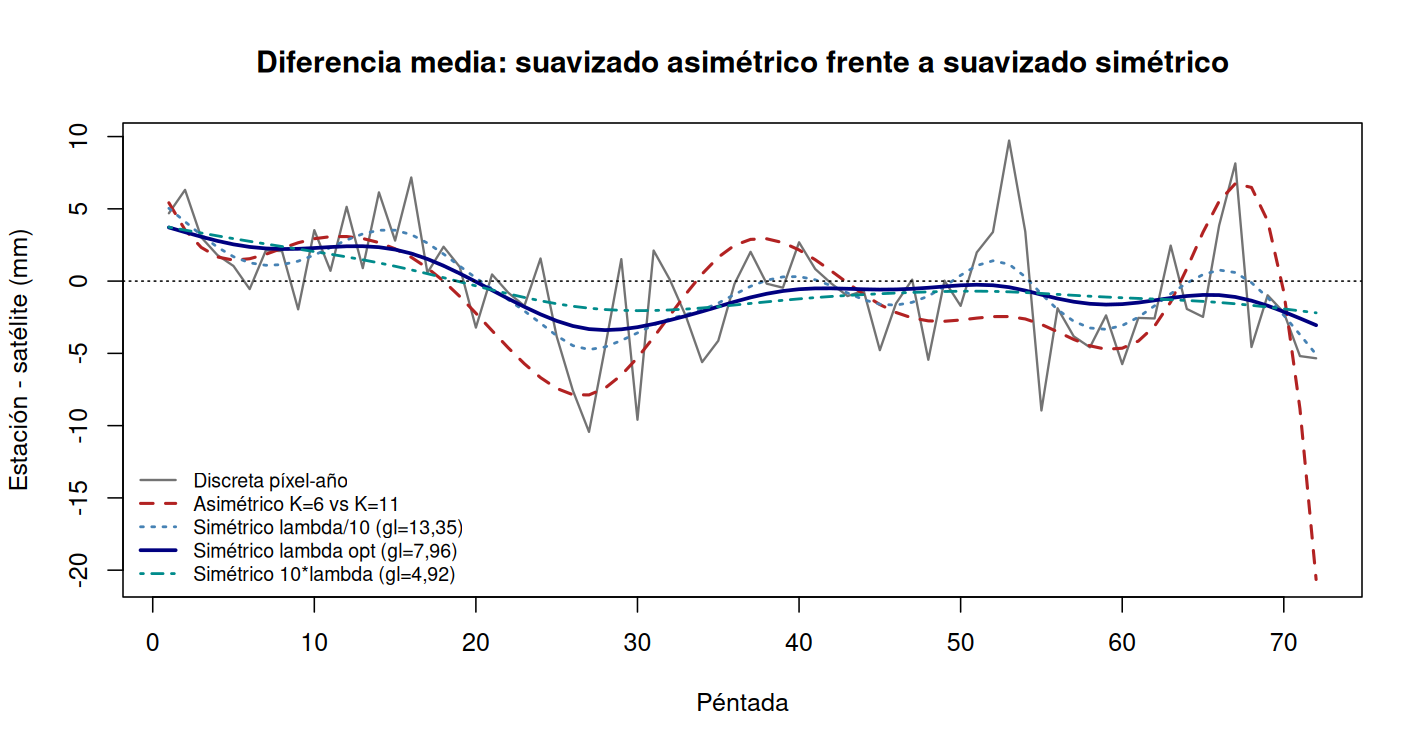 Diferencia media: suavizado asimétrico frente a suavizado simétrico
Estación - satélite (mm)
10
5
0
-5
-10
-15
-20
Discreta píxel-año
Asimétrico K=6 vs K=11
Simétrico lambda/10 (gl=13,35)
Simétrico lambda opt (gl=7,96)
Simétrico 10*lambda (gl=4,92)
0 10 20 30 40 50 60 70
Péntada